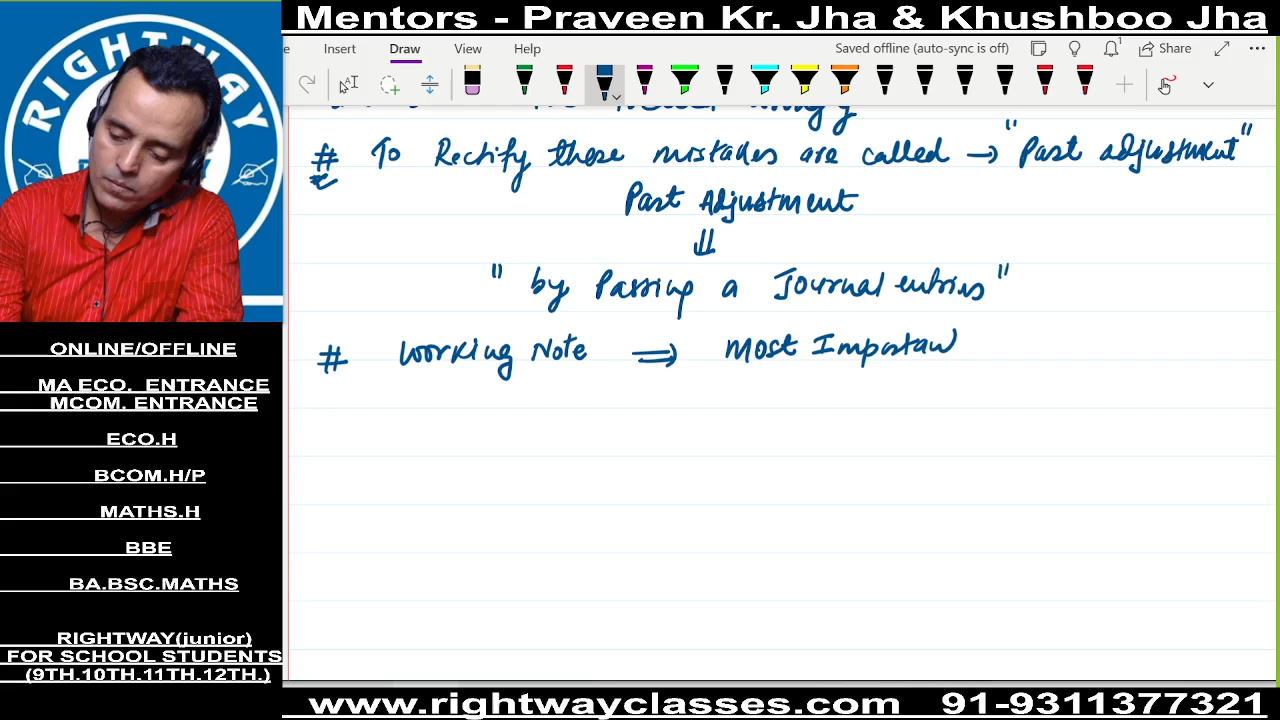 Mentors - Praveen Kr. Jha & Khushboo Jha
RIGHTWAY
Insert Draw View Help Saved offline (auto-sync is off) Share
# To Rectify these mistakes are called → "Past adjustment"
Past Adjustment
⇓
" by Passing a Journal entries "
# Working Note ⇒ Most Importan
ONLINE/OFFLINE
MA ECO. ENTRANCE
MCOM. ENTRANCE
ECO.H
BCOM.H/P
MATHS.H
BBE
BA.BSC.MATHS
RIGHTWAY(junior)
FOR SCHOOL STUDENTS
(9TH.10TH.11TH.12TH.)
www.rightwayclasses.com 91-9311377321